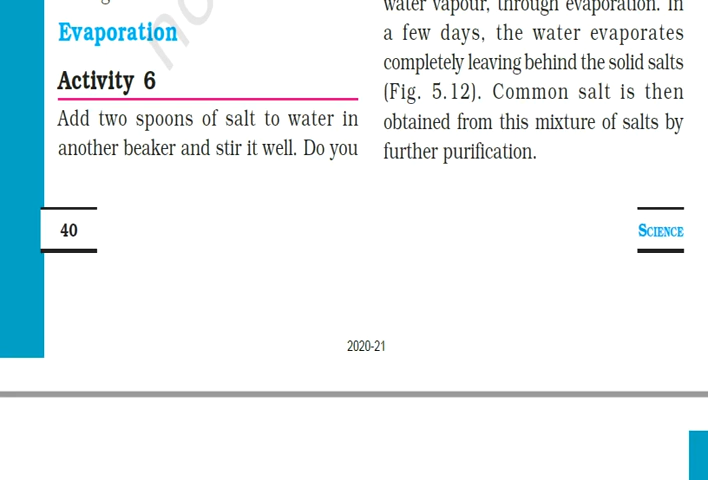 Evaporation
Activity 6
Add two spoons of salt to water in
another beaker and stir it well. Do you
water vapour, through evaporation. In
a few days, the water evaporates
completely leaving behind the solid salts
(Fig. 5.12). Common salt is then
obtained from this mixture of salts by
further purification.
40
SCIENCE
2020-21